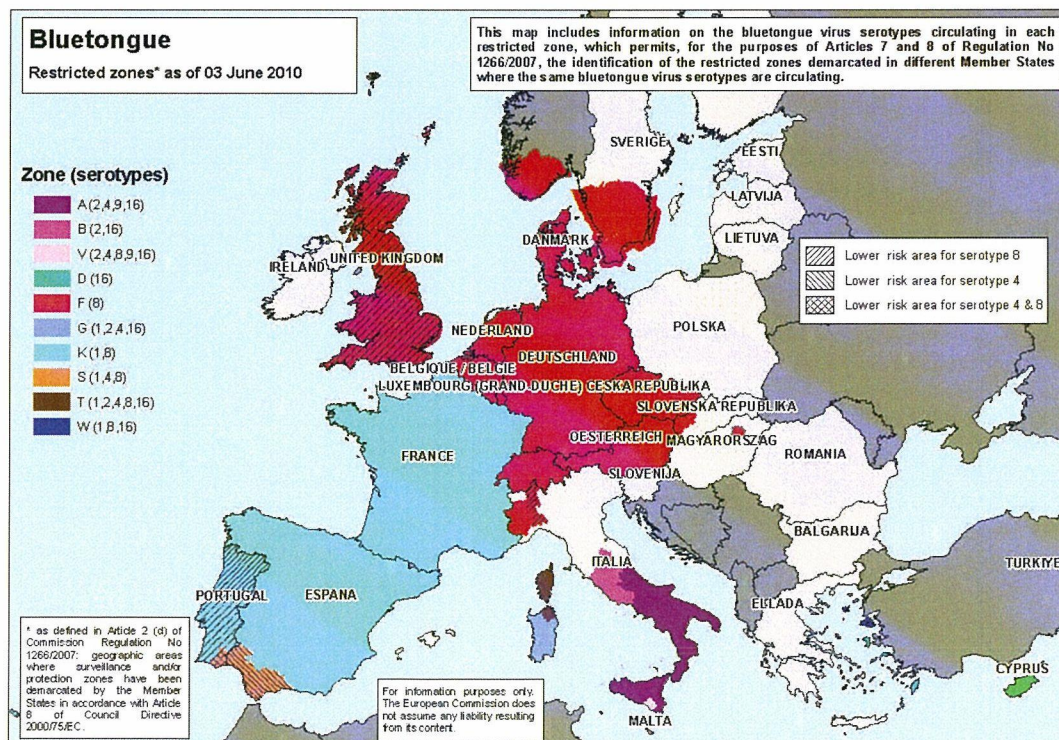 Bluetongue
Restricted zones* as of 03 June 2010
This map includes information on the bluetongue virus serotypes circulating in each
restricted zone, which permits, for the purposes of Articles 7 and 8 of Regulation No
1266/2007, the identification of the restricted zones demarcated in different Member States
where the same bluetongue virus serotypes are circulating.
Zone (serotypes)
A (2,4,9,16)
B (2,16)
V (2,4,8,9,16)
D (16)
F (8)
G (1,2,4,16)
K (1,8)
S (1,4,8)
T (1,2,4,8,16)
W (1,8,16)
Lower risk area for serotype 8
Lower risk area for serotype 4
Lower risk area for serotype 4 & 8
SVERIGE
EESTI
LATVIJA
LIETUVA
DANMARK
IRELAND
UNITED KINGDOM
NEDERLAND
POLSKA
DEUTSCHLAND
BELGIQUE / BELGIE
LUXEMBOURG (GRAND-DUCHE)
CESKA REPUBLIKA
SLOVENSKA REPUBLIKA
OESTERREICH
MAGYARORSZAG
FRANCE
ROMANIA
SLOVENIJA
BALGARIJA
ITALIA
TURKIYE
PORTUGAL
ESPANA
ELLADA
CYPRUS
MALTA
* as defined in Article 2 (d) of
Commission Regulation No
1266/2007: geographic areas
where surveillance and/or
protection zones have been
demarcated by the Member
States in accordance with Article
8 of Council Directive
2000/75/EC.
For information purposes only.
The European Commission does
not assume any liability resulting
from its content.